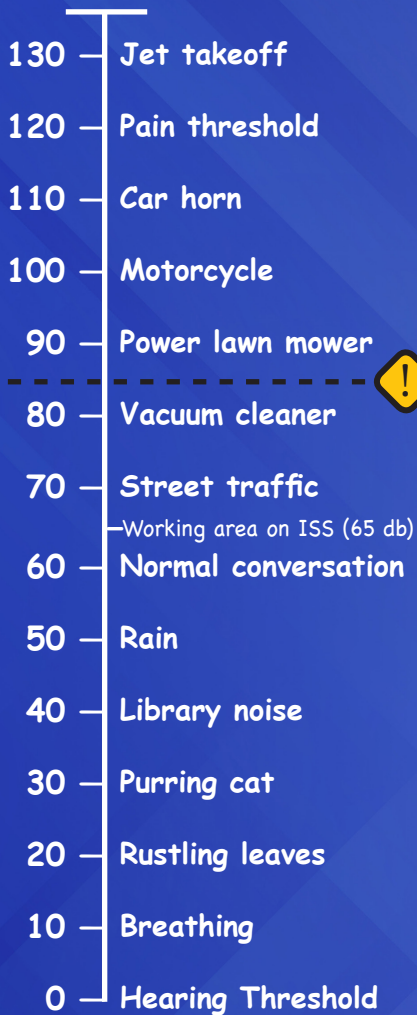 130 Jet takeoff
120 Pain threshold
110 Car horn
100 Motorcycle
90 Power lawn mower
!
80 Vacuum cleaner
70 Street traffic
Working area on ISS (65 db)
60 Normal conversation
50 Rain
40 Library noise
30 Purring cat
20 Rustling leaves
10 Breathing
0 Hearing Threshold